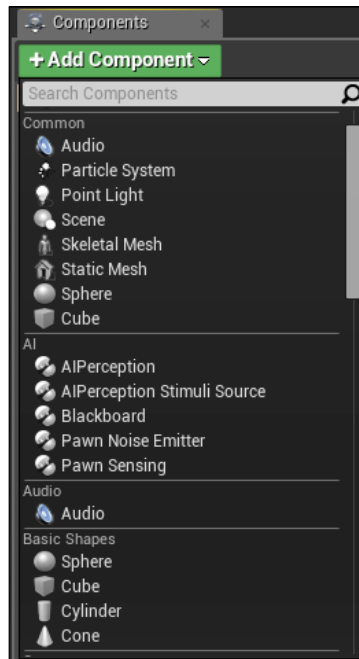 Components
+ Add Component
Search Components
Common
Audio
Particle System
Point Light
Scene
Skeletal Mesh
Static Mesh
Sphere
Cube
AI
AIPerception
AIPerception Stimuli Source
Blackboard
Pawn Noise Emitter
Pawn Sensing
Audio
Audio
Basic Shapes
Sphere
Cube
Cylinder
Cone